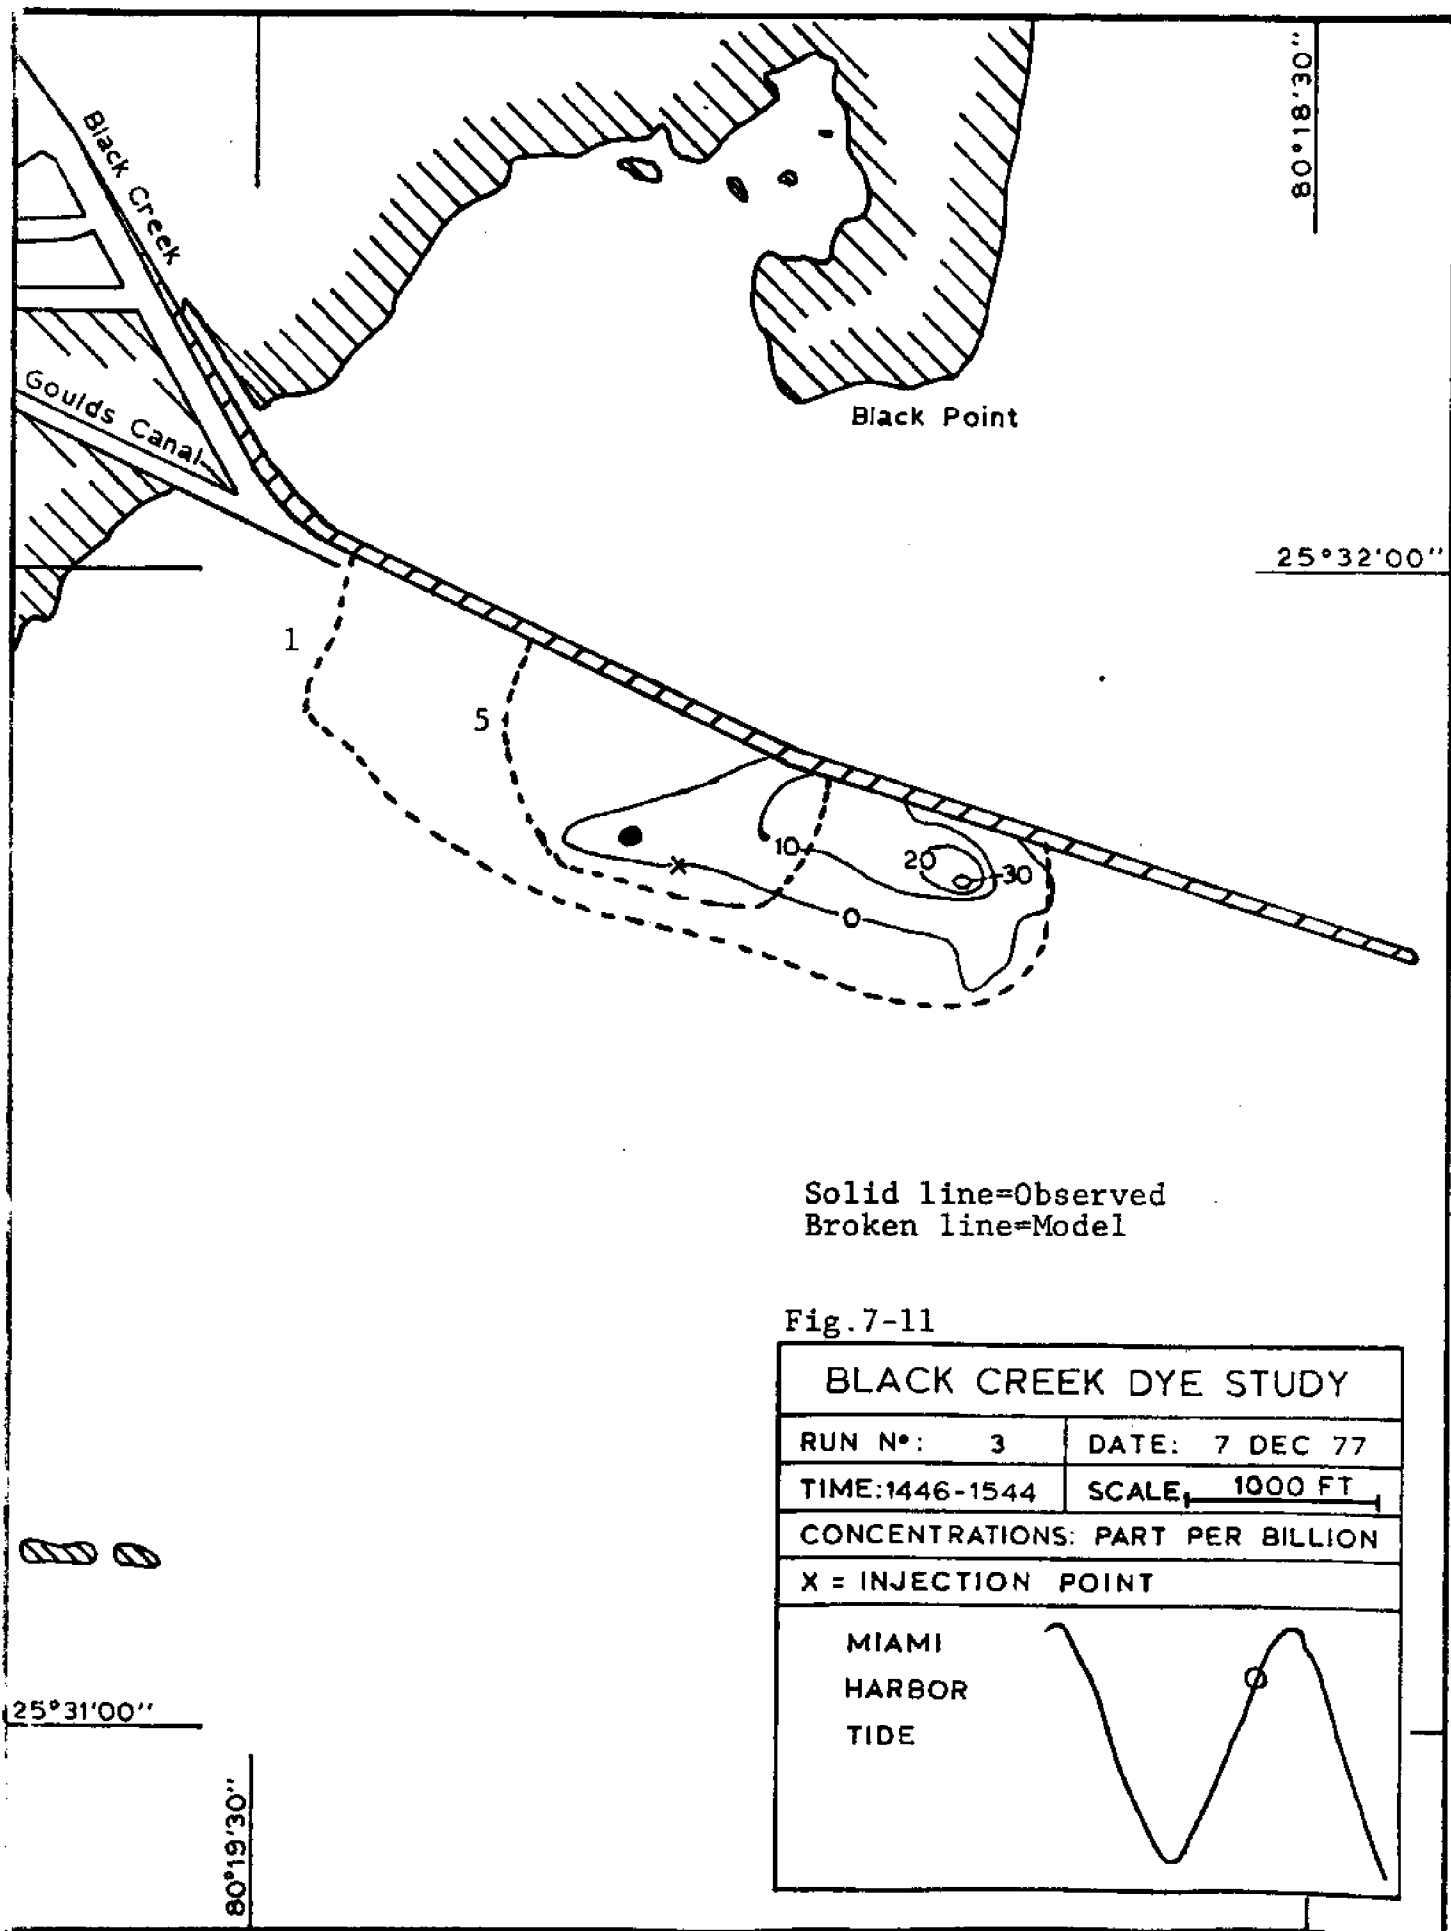 80°18'30"
Black Creek
Goulds Canal
Black Point
25°32'00"
1
5
10
20
30
0
X
Solid line=Observed
Broken line=Model
Fig.7-11
BLACK CREEK DYE STUDY
RUN Nº: 3
DATE: 7 DEC 77
TIME:1446-1544
SCALE: 1000 FT
CONCENTRATIONS: PART PER BILLION
X = INJECTION POINT
MIAMI
HARBOR
TIDE
25°31'00"
80°19'30"